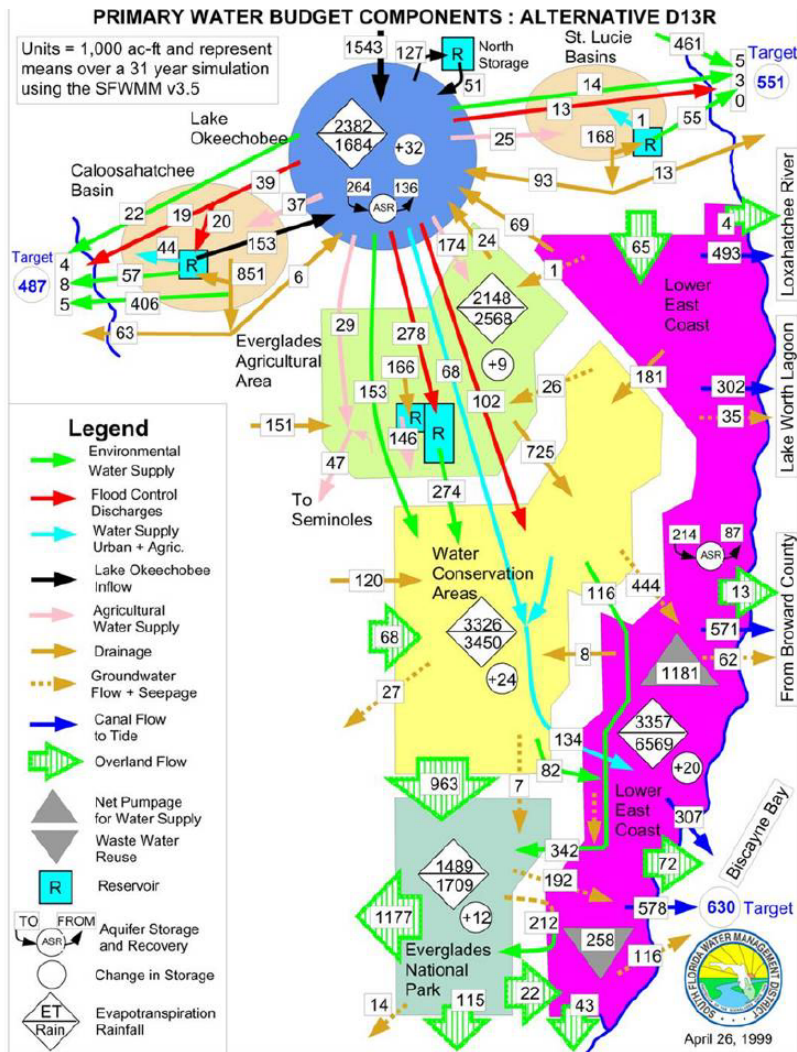 PRIMARY WATER BUDGET COMPONENTS : ALTERNATIVE D13R
Units = 1,000 ac-ft and represent
means over a 31 year simulation
using the SFWMM v3.5
1543
127
R
North
Storage
51
St. Lucie
Basins
461
5
3
0
Target
551
14
13
25
1
R
55
168
93
13
Lake
Okeechobee
2382
1684
+32
264
136
ASR
Caloosahatchee
Basin
22
39
19
20
37
153
44
R
57
851
406
6
63
Target
487
4
8
5
69
24
174
1
65
4
493
Loxahatchee River
Lower
East
Coast
2148
2568
+9
29
278
Everglades
Agricultural
Area
166
153
68
102
26
181
302
35
Lake Worth Lagoon
151
R
R
146
725
47
274
To
Seminoles
214
87
ASR
Water
Conservation
Areas
120
116
444
13
571
62
From Broward County
68
3326
3450
+24
8
1181
27
3357
6569
+20
134
82
7
963
Lower
East
Coast
307
Biscayne Bay
342
72
1489
1709
+12
192
1177
212
578
630
Target
258
116
Everglades
National
Park
22
14
115
43
SOUTH FLORIDA WATER MANAGEMENT DISTRICT
April 26, 1999
Legend
Environmental
Water Supply
Flood Control
Discharges
Water Supply
Urban + Agric.
Lake Okeechobee
Inflow
Agricultural
Water Supply
Drainage
Groundwater
Flow + Seepage
Canal Flow
to Tide
Overland Flow
Net Pumpage
for Water Supply
Waste Water
Reuse
R
Reservoir
TO
FROM
ASR
Aquifer Storage
and Recovery
Change in Storage
ET
Rain
Evapotranspiration
Rainfall